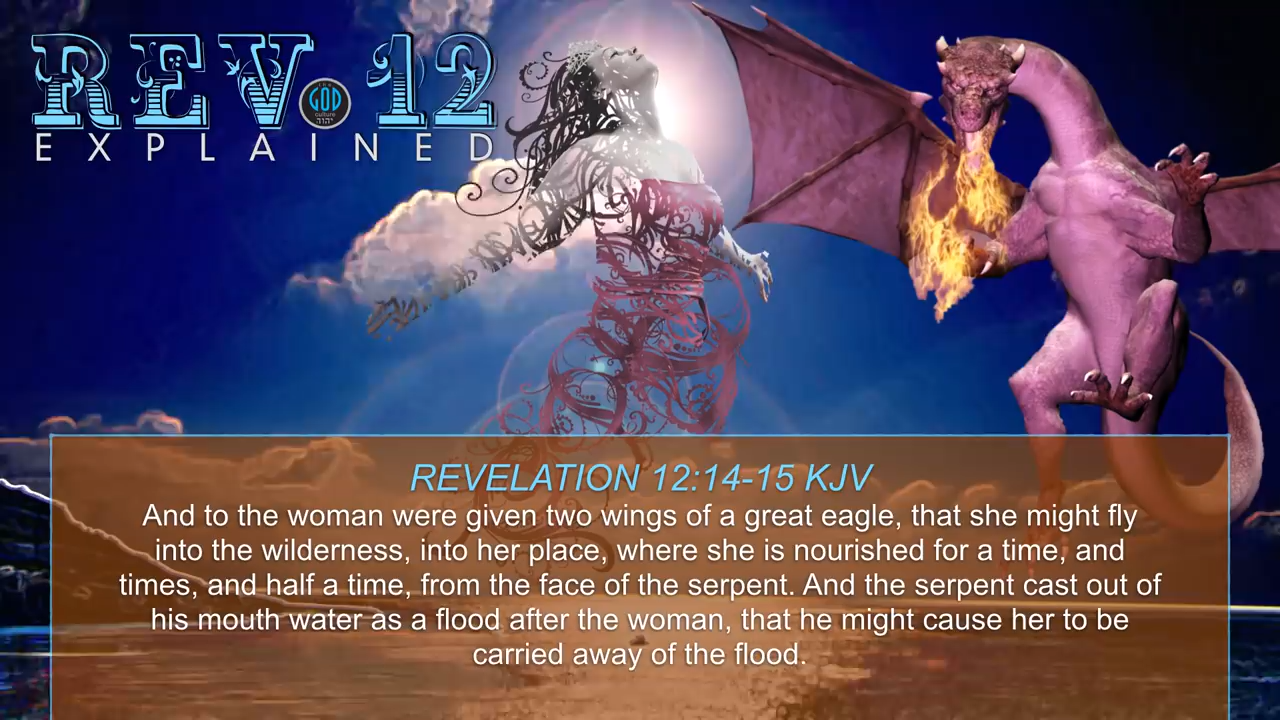 REV.12
THE
GOD
culture
יהוה
EXPLAINED
REVELATION 12:14-15 KJV
And to the woman were given two wings of a great eagle, that she might fly
into the wilderness, into her place, where she is nourished for a time, and
times, and half a time, from the face of the serpent. And the serpent cast out of
his mouth water as a flood after the woman, that he might cause her to be
carried away of the flood.